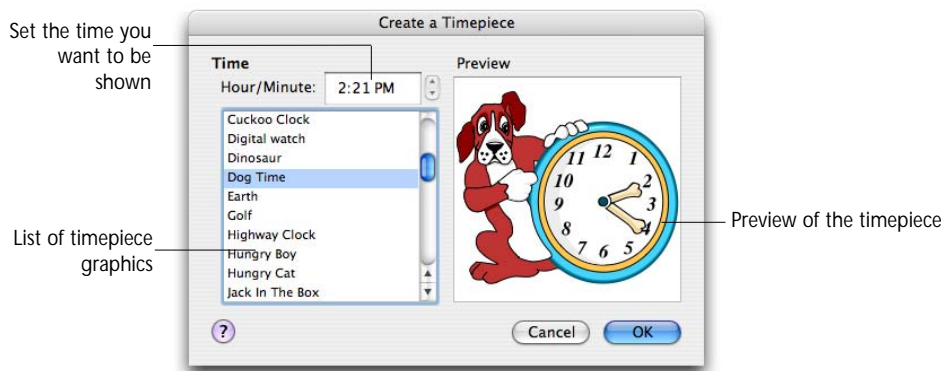 Create a Timepiece
Set the time you
want to be
shown
Time
Hour/Minute: 2:21 PM
Cuckoo Clock
Digital watch
Dinosaur
Dog Time
Earth
Golf
Highway Clock
Hungry Boy
Hungry Cat
Jack In The Box
List of timepiece
graphics
Preview
11 12 1
10 2
9 3
8 4
7 6 5
Preview of the timepiece
?
Cancel
OK